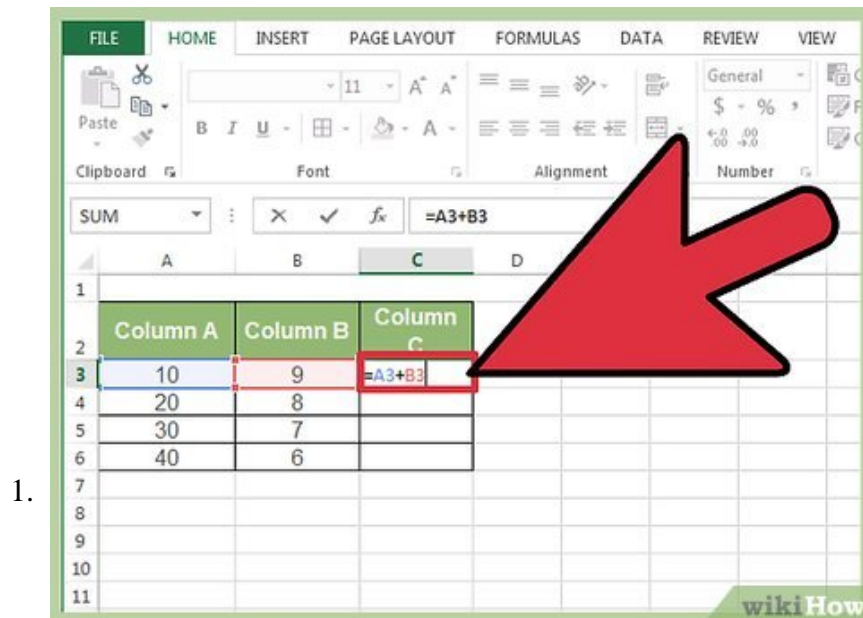 FILE HOME INSERT PAGE LAYOUT FORMULAS DATA REVIEW VIEW
11 A A General
Paste B I U A $ % ,
Clipboard Font Alignment Number
SUM fx =A3+B3
A B C D
1
2 Column A Column B Column C
3 10 9 =A3+B3
4 20 8
5 30 7
6 40 6
1.
7
8
9
10
11
wikiHow